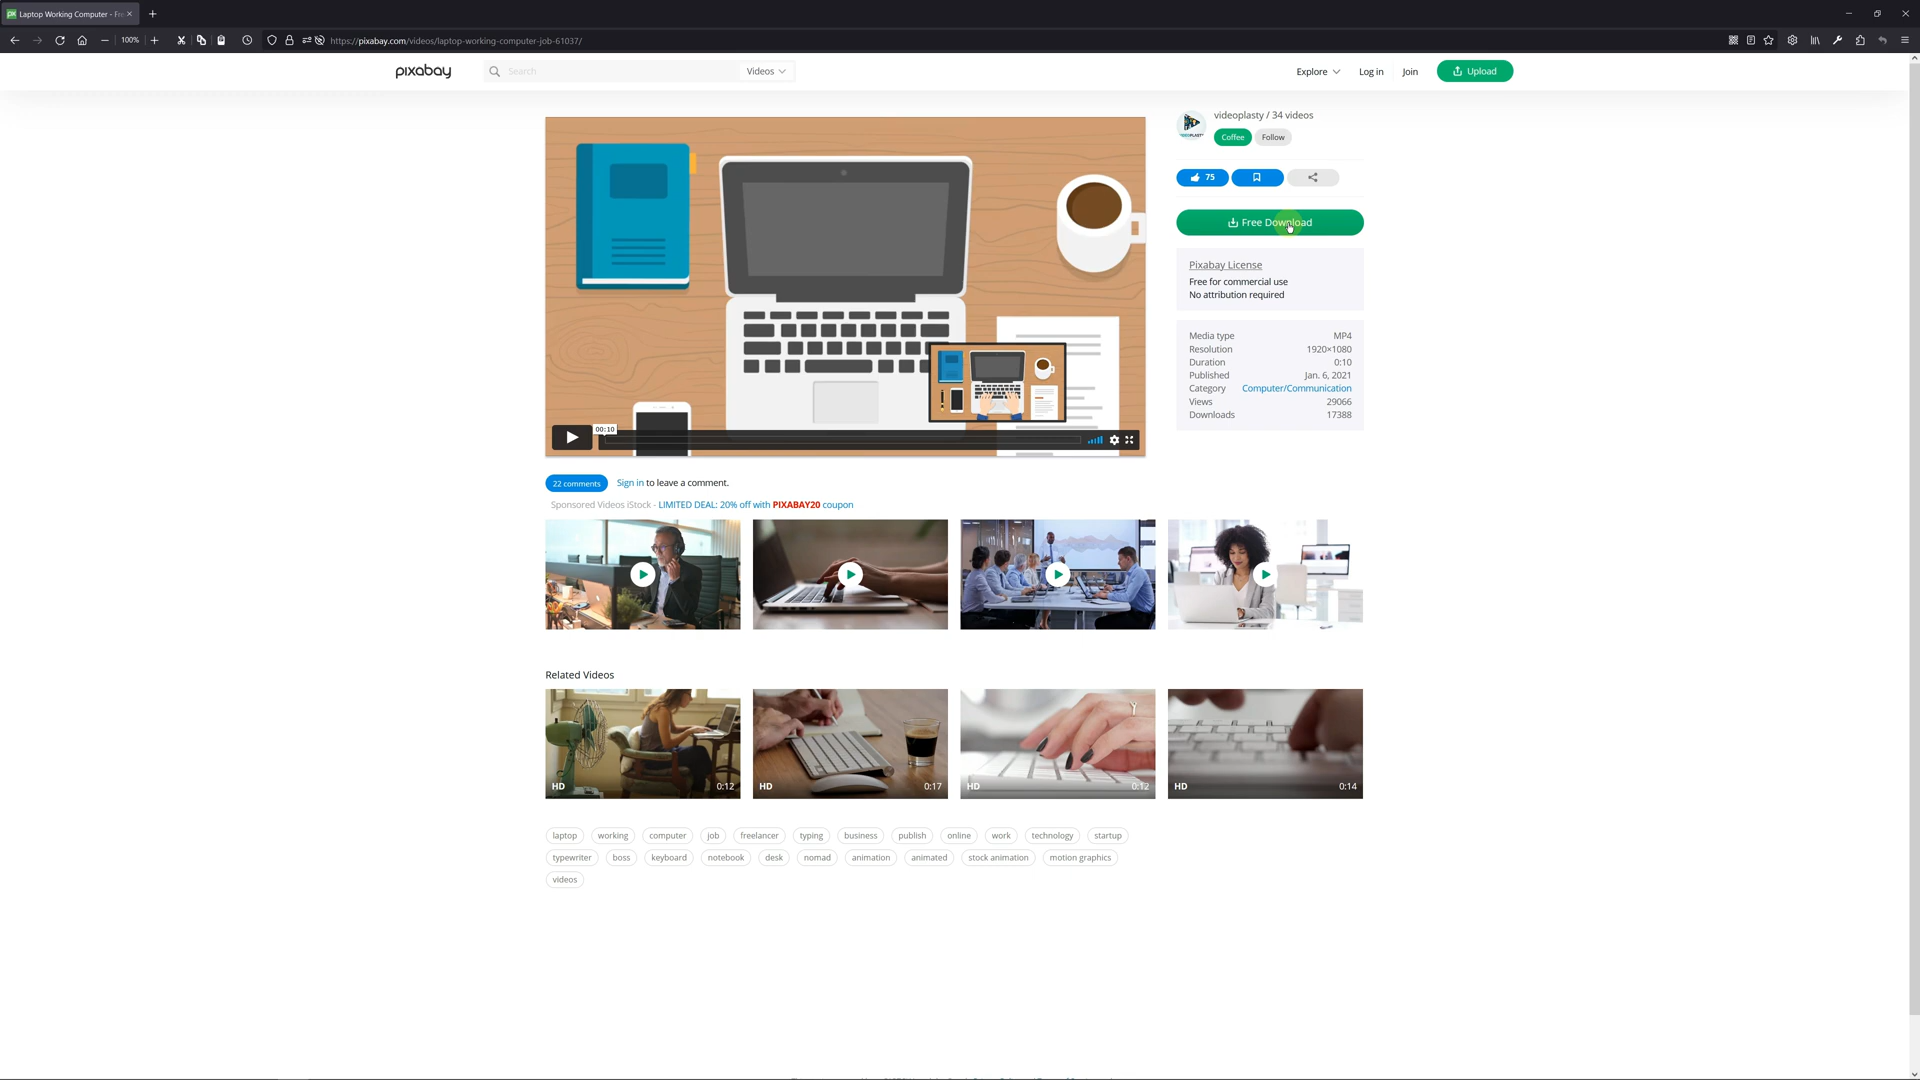 Laptop Working Computer - Fre
100%
https://pixabay.com/videos/laptop-working-computer-job-61037/
pixabay
Search
Videos
Explore
Log in
Join
Upload
videoplasty / 34 videos
Coffee
Follow
75
Free Download
Pixabay License
Free for commercial use
No attribution required
Media type MP4
Resolution 1920×1080
Duration 0:10
Published Jan. 6, 2021
Category Computer/Communication
Views 29066
Downloads 17388
00:10
22 comments
Sign in to leave a comment.
Sponsored Videos iStock - LIMITED DEAL: 20% off with PIXABAY20 coupon
Related Videos
HD 0:12
HD 0:17
HD 0:12
HD 0:14
laptop working computer job freelancer typing business publish online work technology startup
typewriter boss keyboard notebook desk nomad animation animated stock animation motion graphics
videos